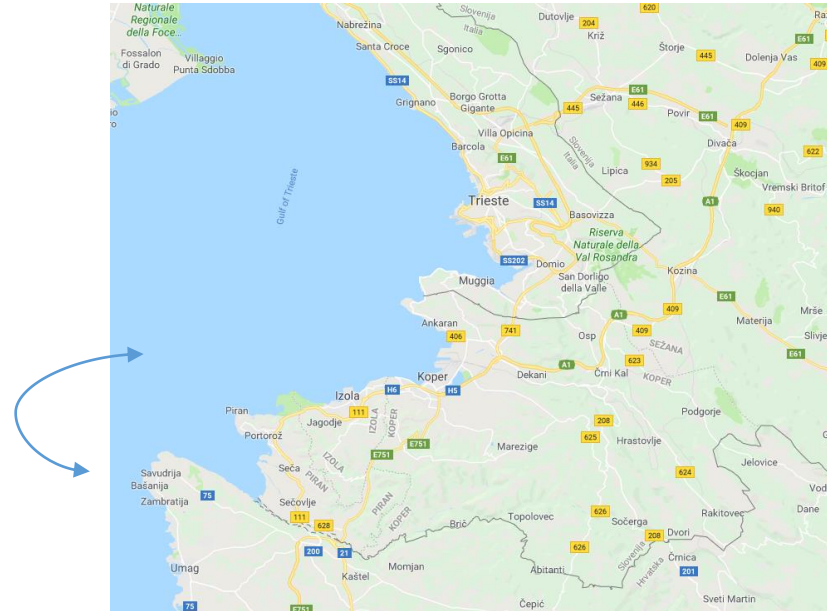 Naturale
Regionale
della Foce...
Fossalon
di Grado
Villaggio
Punta Sdobba
Nabrežina
Santa Croce
Sgonico
Slovenija
Italia
Dutovlje
204
Križ
620
Štorje
445
E61
Dolenja Vas
409
SS14
Grignano
Borgo Grotta
Gigante
445
Sežana
E61
446
Povir
409
Villa Opicina
Barcola
E61
Slovenija
Italia
Divača
622
934
Lipica
205
Škocjan
Vremski Britof
Gulf of Trieste
Trieste
SS14
A1
940
Basovizza
Riserva
Naturale della
Val Rosandra
SS202
Domio
Kozina
San Dorligo
della Valle
Muggia
E61
409
A1
Materija
Mrše
Ankaran
406
741
Osp
409
SEŽANA
Slivje
E61
623
KOPER
Koper
A1
Dekani
Črni Kal
Izola
H6
H5
Piran
111
IZOLA
KOPER
Jagodje
Portorož
208
Podgorje
625
Hrastovlje
E751
Marezige
E751
Seča
IZOLA
PIRAN
Jelovice
Savudrija
Bašanija
Zambratija
75
624
Sečovlje
PIRAN
KOPER
111
628
Brič
Topolovec
626
Sočerga
Rakitovec
Dane
208
Dvori
200
21
626
Slovenija
Hrvatska
Črnica
Umag
Kaštel
Momjan
Abitanti
201
75
E751
Čepić
Sveti Martin